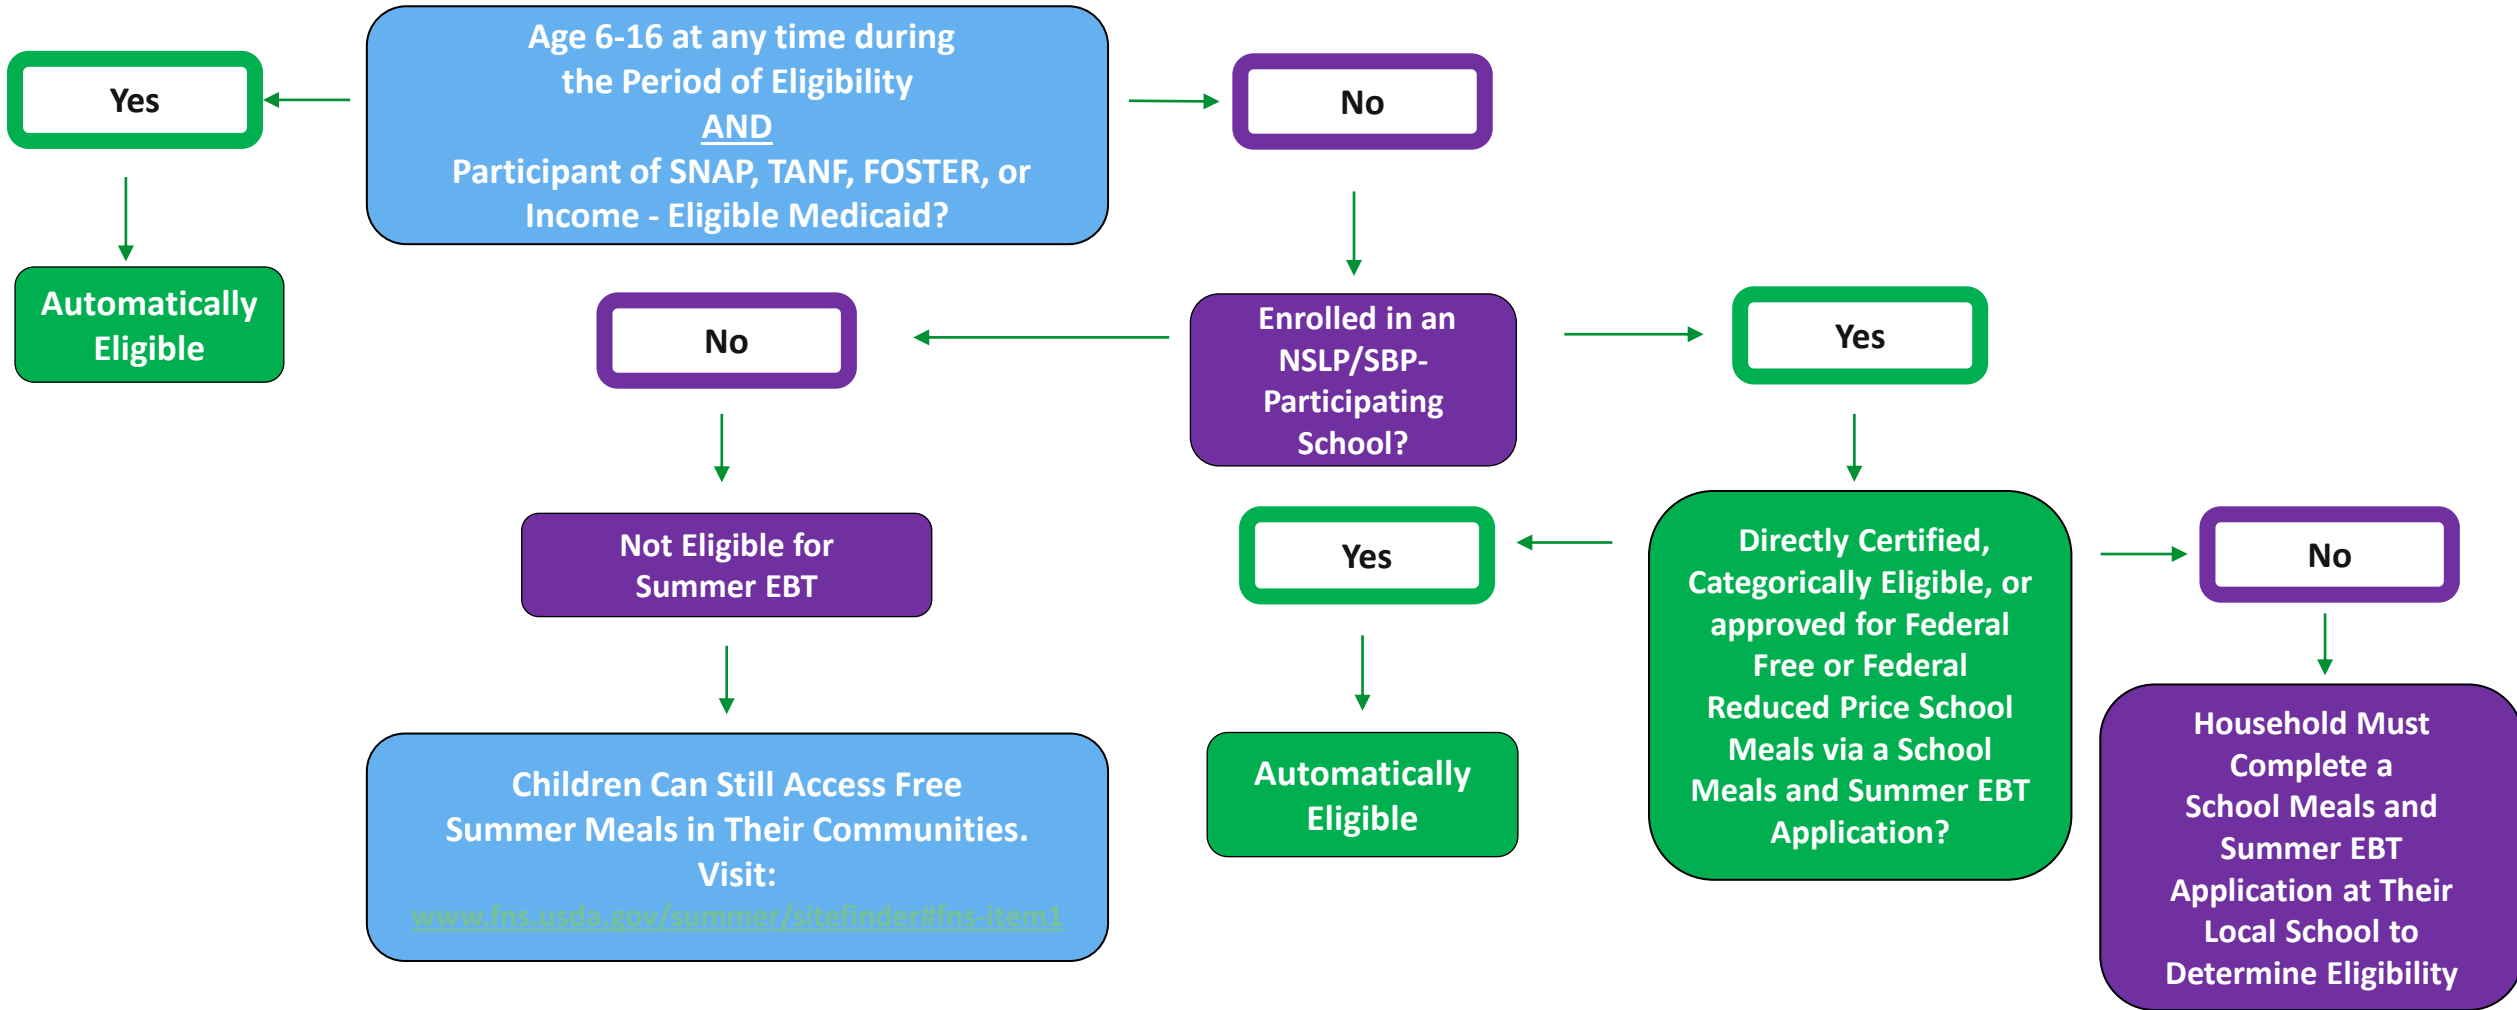 Age 6-16 at any time during
the Period of Eligibility
AND
Participant of SNAP, TANF, FOSTER, or
Income - Eligible Medicaid?
Yes
No
Automatically
Eligible
No
Enrolled in an
NSLP/SBP-
Participating
School?
Yes
Not Eligible for
Summer EBT
Yes
Directly Certified,
Categorically Eligible, or
approved for Federal
Free or Federal
Reduced Price School
Meals via a School
Meals and Summer EBT
Application?
No
Children Can Still Access Free
Summer Meals in Their Communities.
Visit:
www.fns.usda.gov/summer/sitefinder#fns-item1
Automatically
Eligible
Household Must
Complete a
School Meals and
Summer EBT
Application at Their
Local School to
Determine Eligibility